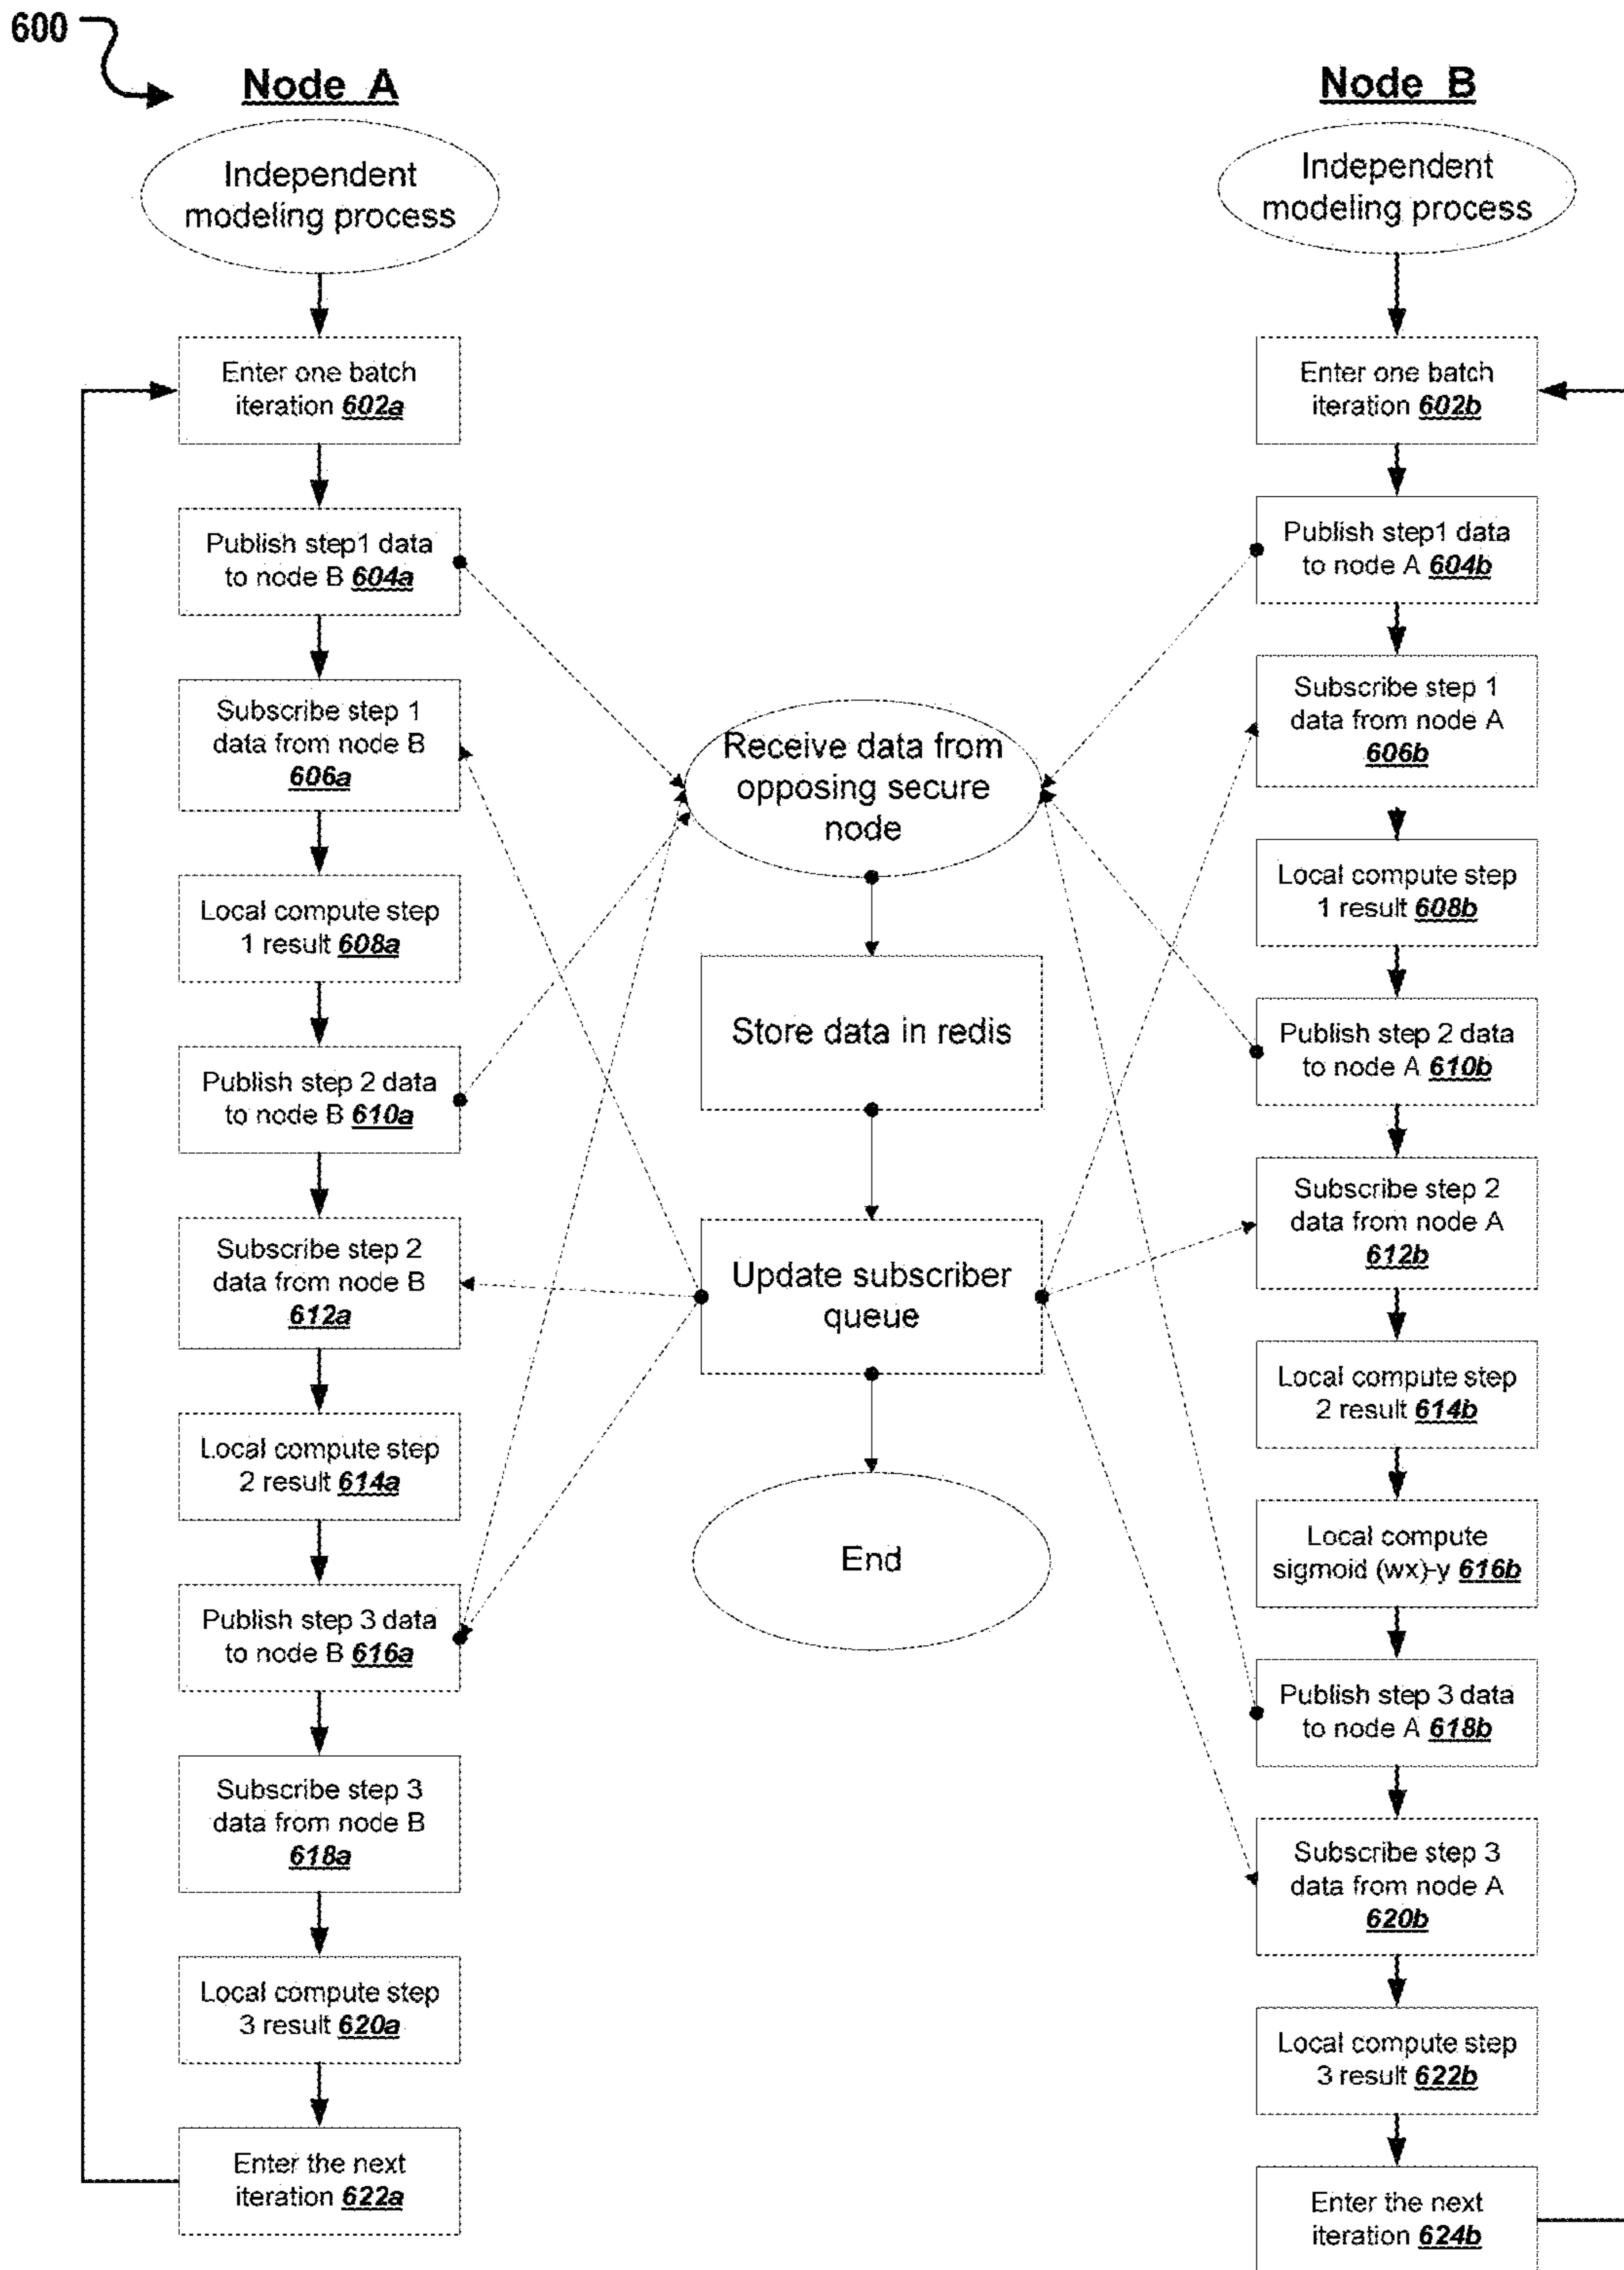 600
Node A
Independent
modeling process
Enter one batch
iteration 602a
Publish step1 data
to node B 604a
Subscribe step 1
data from node B
606a
Local compute step
1 result 608a
Publish step 2 data
to node B 610a
Subscribe step 2
data from node B
612a
Local compute step
2 result 614a
Publish step 3 data
to node B 616a
Subscribe step 3
data from node B
618a
Local compute step
3 result 620a
Enter the next
iteration 622a
Receive data from
opposing secure
node
Store data in redis
Update subscriber
queue
End
Node B
Independent
modeling process
Enter one batch
iteration 602b
Publish step1 data
to node A 604b
Subscribe step 1
data from node A
606b
Local compute step
1 result 608b
Publish step 2 data
to node A 610b
Subscribe step 2
data from node A
612b
Local compute step
2 result 614b
Local compute
sigmoid (wx)-y 616b
Publish step 3 data
to node A 618b
Subscribe step 3
data from node A
620b
Local compute step
3 result 622b
Enter the next
iteration 624b